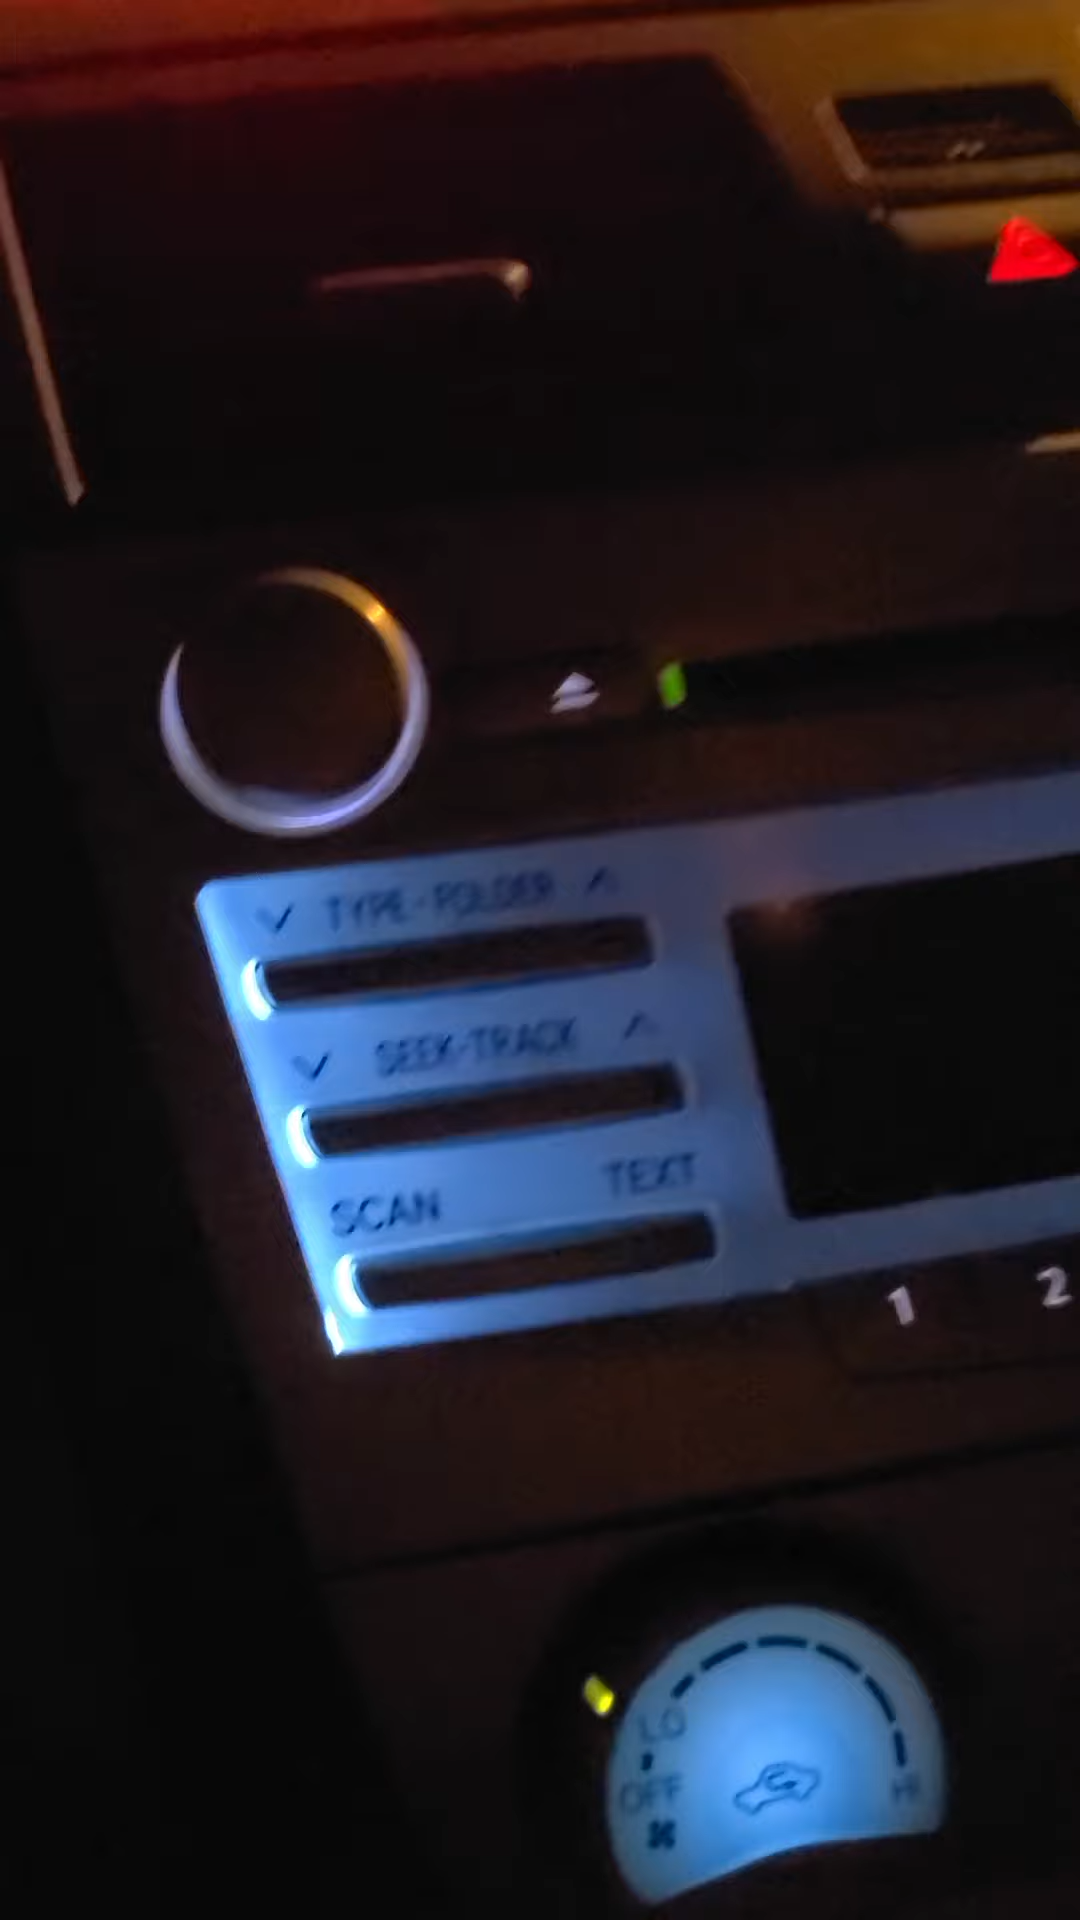 TYPE-FOLDER
SEEK-TRACK
SCAN TEXT
1 2
LO
OFF HI